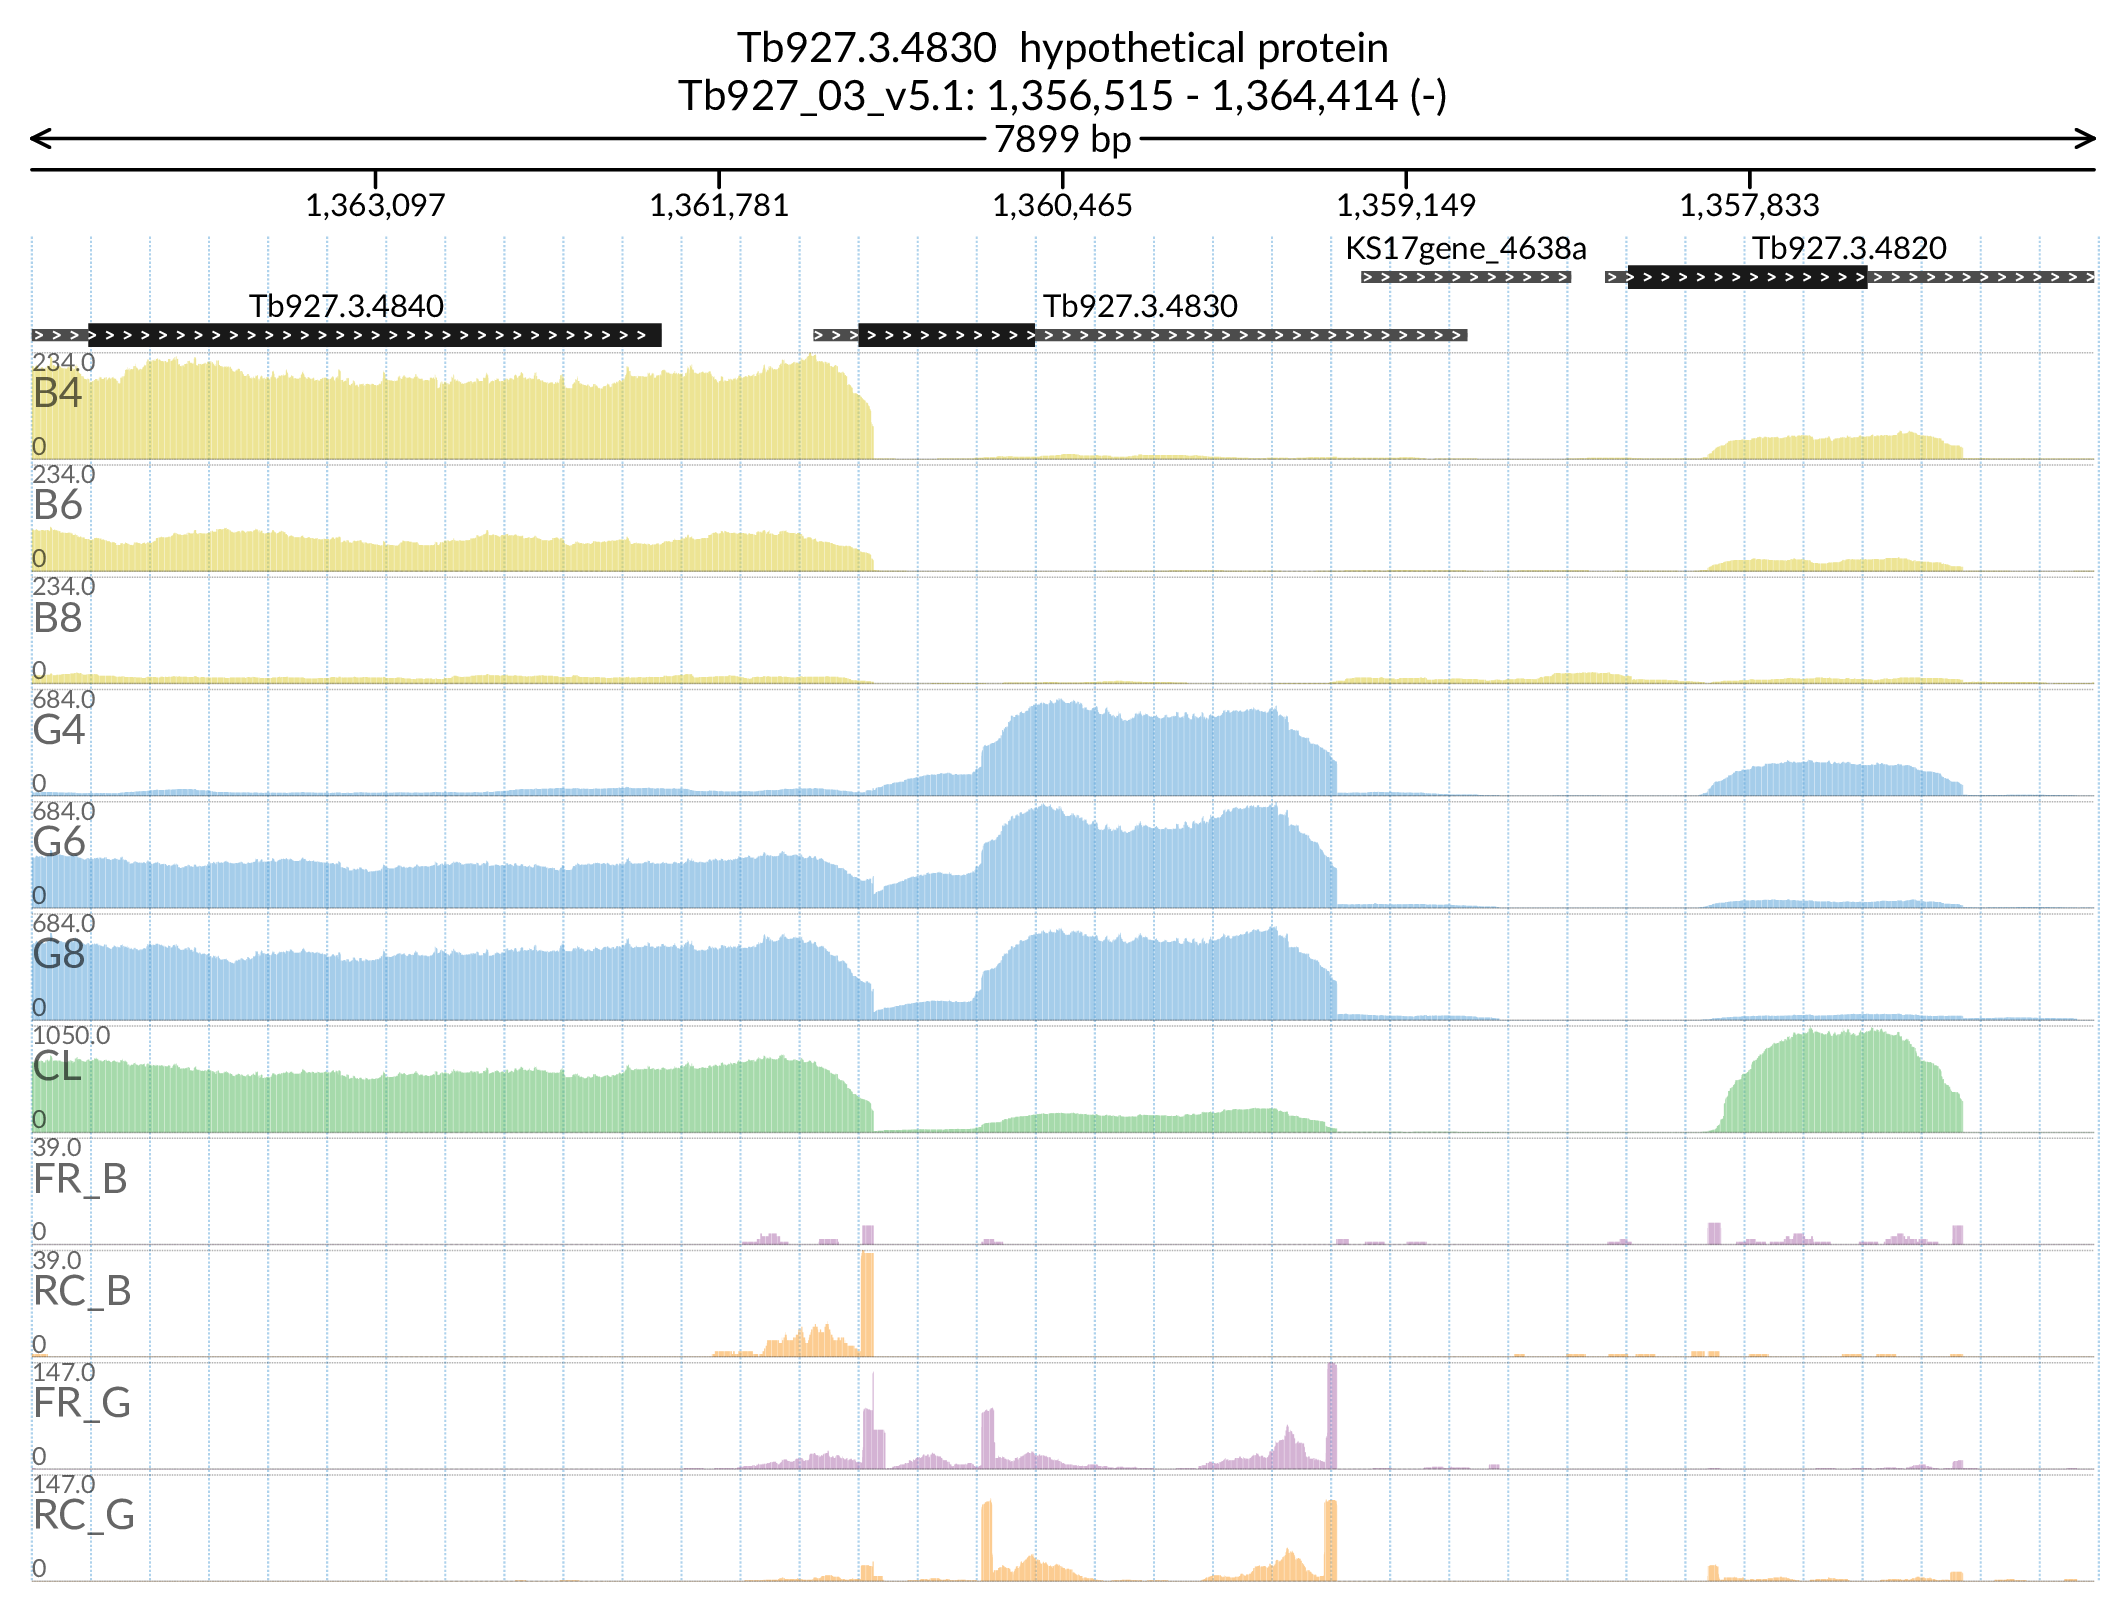 Tb927.3.4830 hypothetical protein
Tb927_03_v5.1: 1,356,515 - 1,364,414 (-)
7899 bp
1,363,097 1,361,781 1,360,465 1,359,149 1,357,833
KS17gene_4638a Tb927.3.4820
Tb927.3.4840 Tb927.3.4830
234.0
B4
0
234.0
B6
0
234.0
B8
0
684.0
G4
0
684.0
G6
0
684.0
G8
0
1050.0
CL
0
39.0
FR_B
0
39.0
RC_B
0
147.0
FR_G
0
147.0
RC_G
0